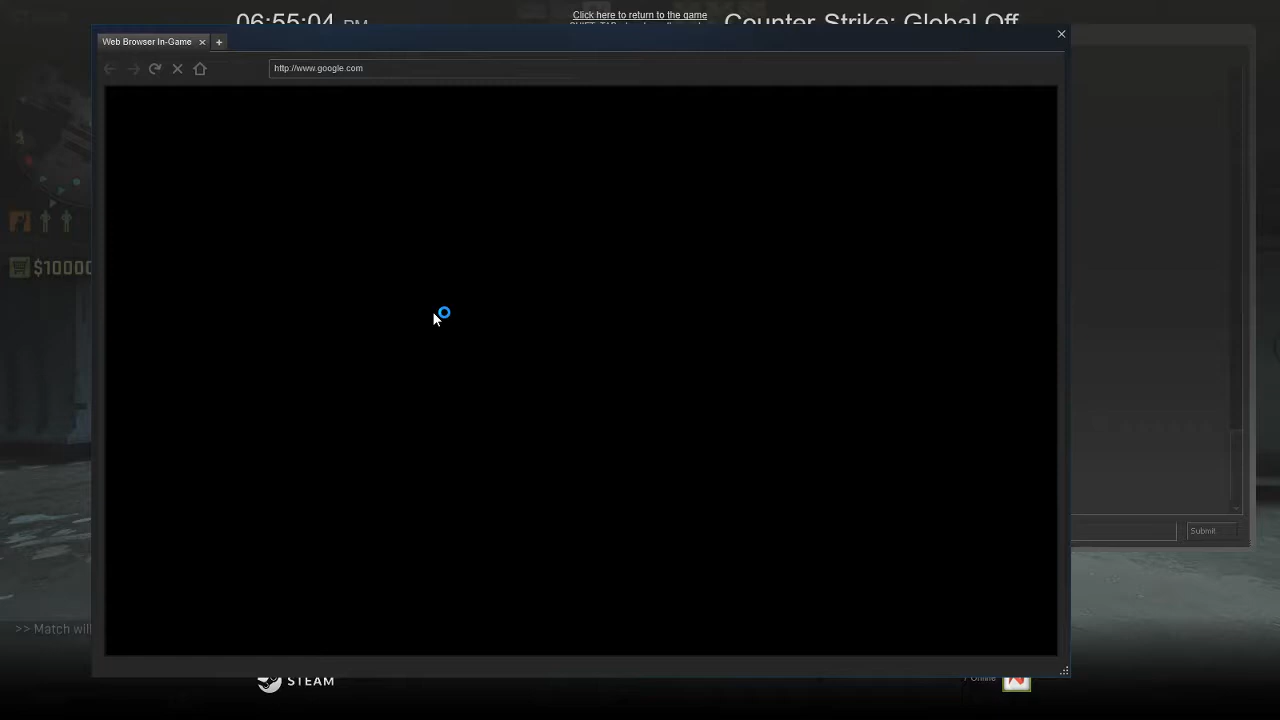 06:55:04 PM
Click here to return to the game
Counter Strike: Global Off
Web Browser In-Game
http://www.google.com
$10000
Submit
>> Match will
STEAM
1 Online